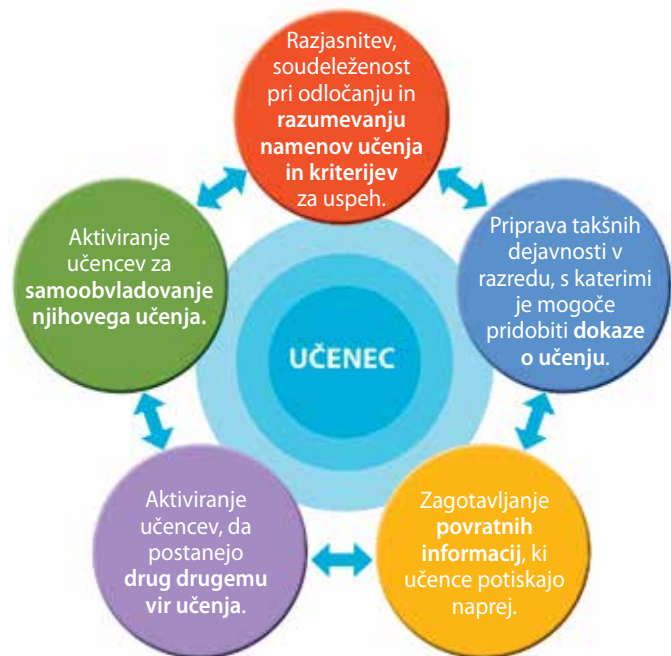 Razjasnitev,
soudeleženost
pri odločanju in
razumevanju
namenov učenja
in kriterijev
za uspeh.
Priprava takšnih
dejavnosti v
razredu, s katerimi
je mogoče
pridobiti dokaze
o učenju.
Zagotavljanje
povratnih
informacij, ki
učence potiskajo
naprej.
Aktiviranje
učencev, da
postanejo
drug drugemu
vir učenja.
Aktiviranje
učencev za
samoobvladovanje
njihovega učenja.
UČENEC